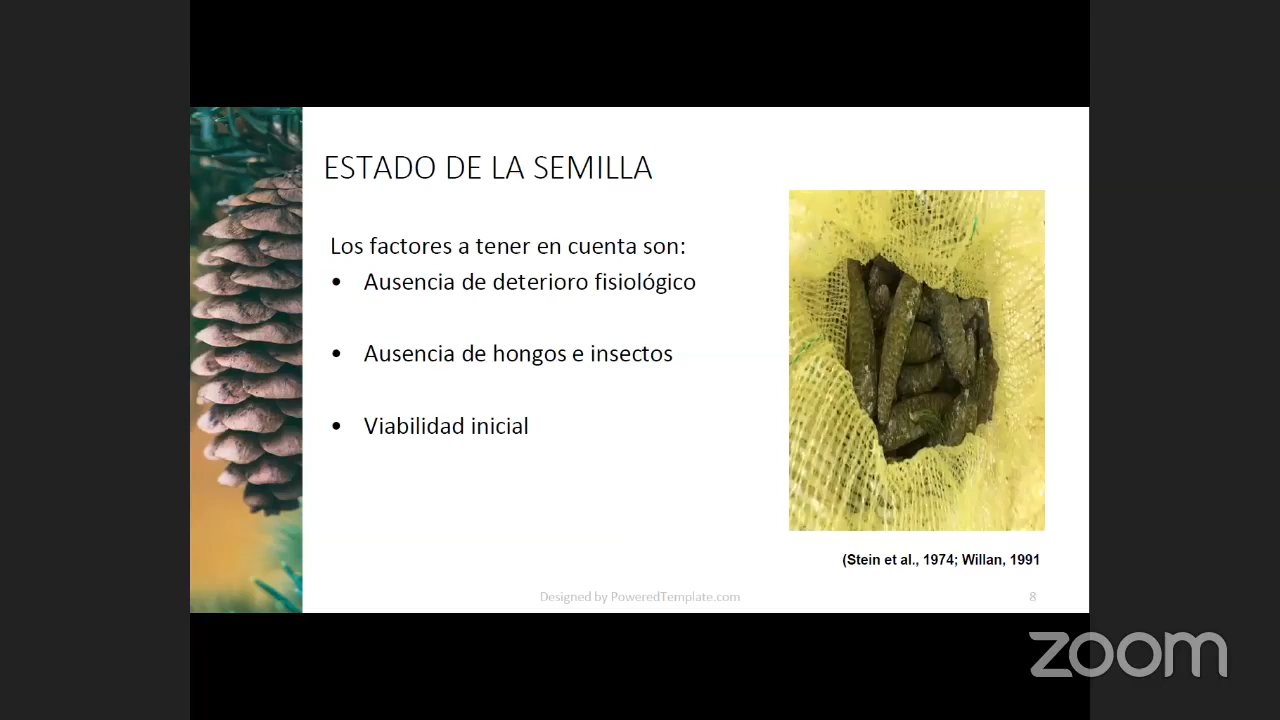 ESTADO DE LA SEMILLA
Los factores a tener en cuenta son:
• Ausencia de deterioro fisiológico
• Ausencia de hongos e insectos
• Viabilidad inicial
(Stein et al., 1974; Willan, 1991
Designed by PoweredTemplate.com
8
zoom